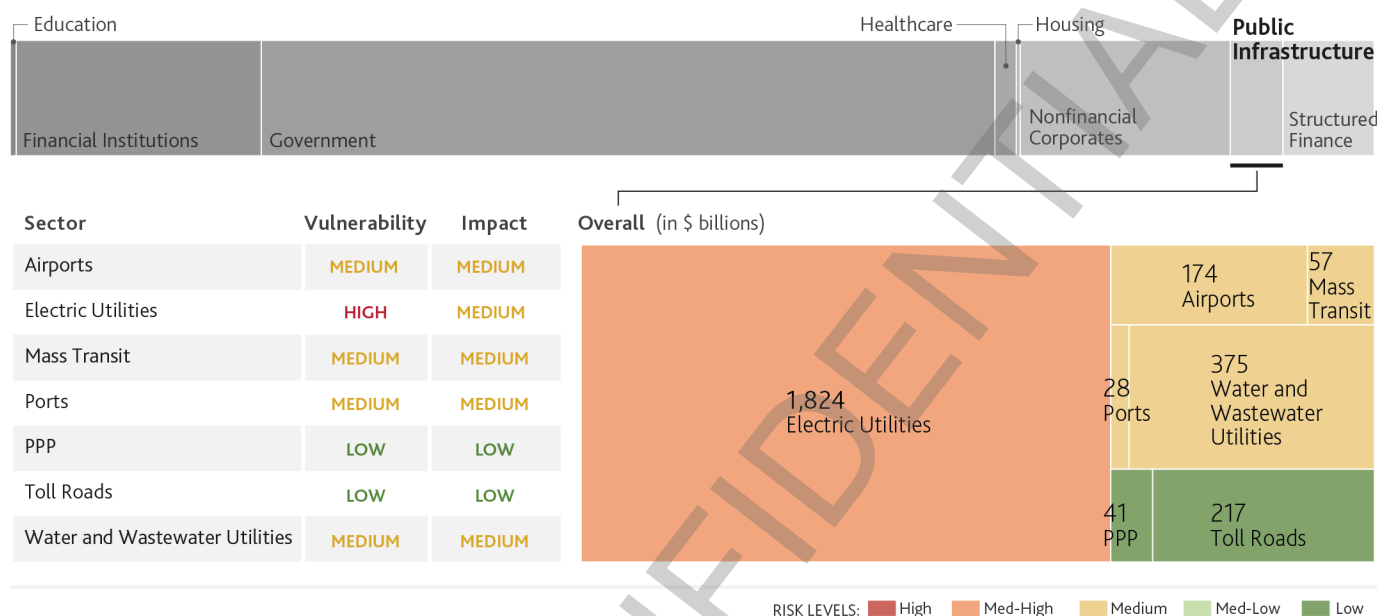 Education
Healthcare
Housing
Public
Infrastructure
Financial Institutions
Government
Nonfinancial
Corporates
Structured
Finance
Sector Vulnerability Impact
Airports MEDIUM MEDIUM
Electric Utilities HIGH MEDIUM
Mass Transit MEDIUM MEDIUM
Ports MEDIUM MEDIUM
PPP LOW LOW
Toll Roads LOW LOW
Water and Wastewater Utilities MEDIUM MEDIUM
Overall (in $ billions)
1,824
Electric Utilities
174
Airports
57
Mass
Transit
28
Ports
375
Water and
Wastewater
Utilities
41
PPP
217
Toll Roads
RISK LEVELS: High Med-High Medium Med-Low Low
FIDENTIAL